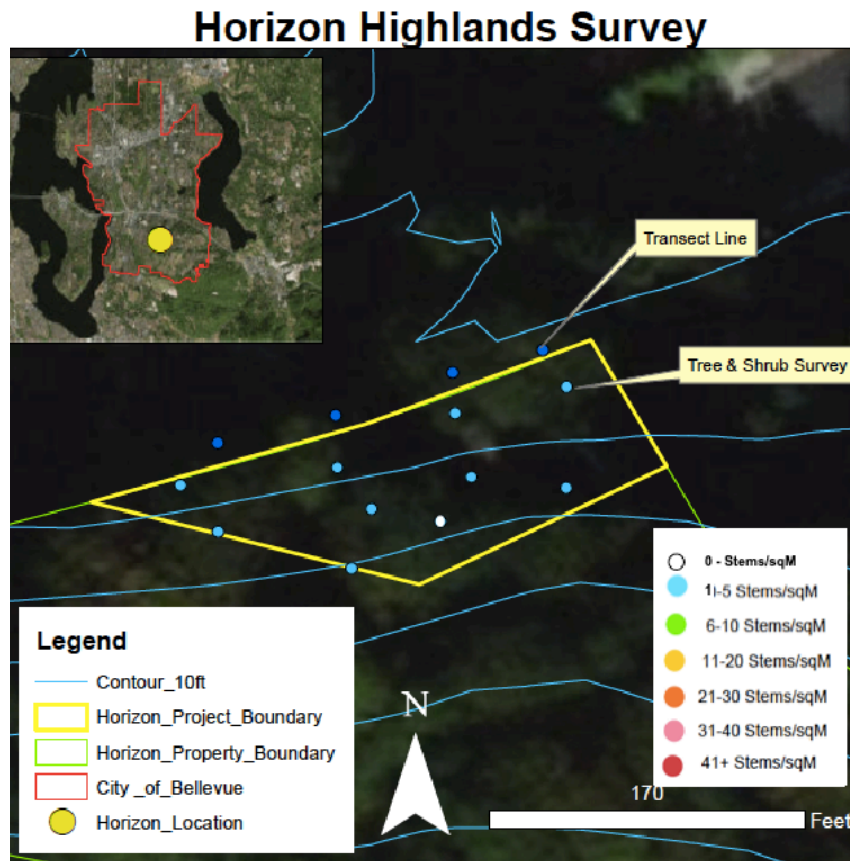 Horizon Highlands Survey
Transect Line
Tree & Shrub Survey
0 - Stems/sqM
1-5 Stems/sqM
6-10 Stems/sqM
11-20 Stems/sqM
21-30 Stems/sqM
31-40 Stems/sqM
41+ Stems/sqM
Legend
Contour_10ft
Horizon_Project_Boundary
Horizon_Property_Boundary
City _of_Bellevue
Horizon_Location
N
170
Feet